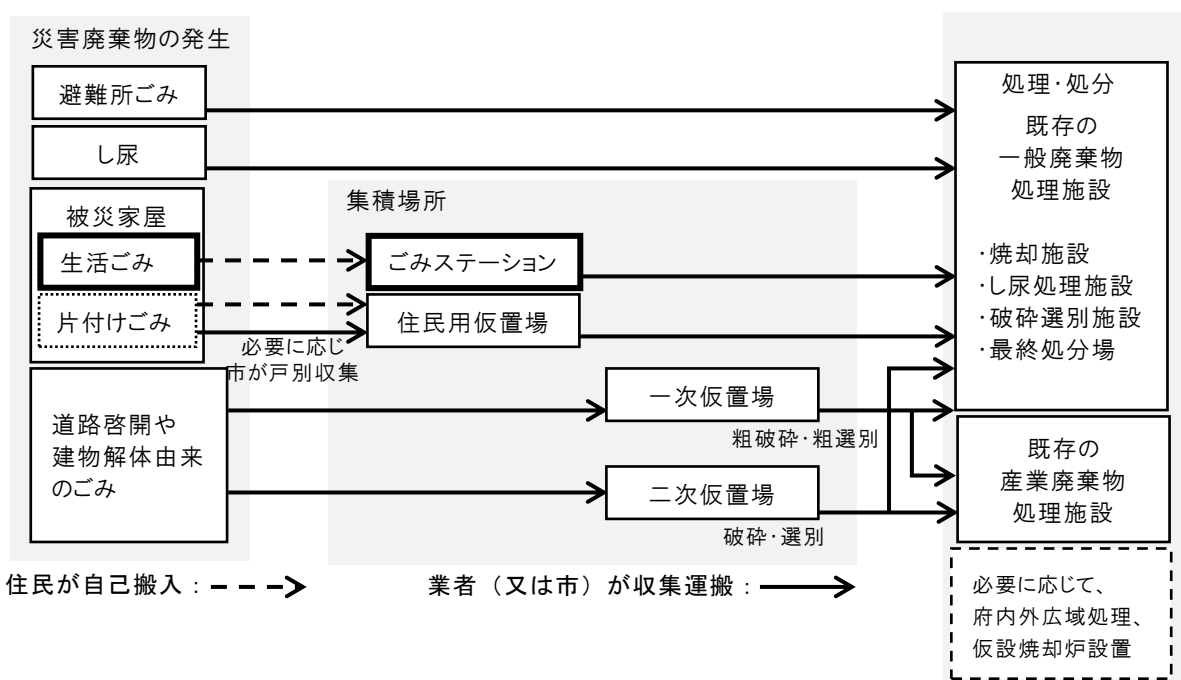 災害廃棄物の発生
避難所ごみ
し尿
被災家屋
生活ごみ
片付けごみ
必要に応じ
市が戸別収集
道路啓開や
建物解体由来
のごみ
集積場所
ごみステーション
住民用仮置場
一次仮置場
粗破砕・粗選別
二次仮置場
破砕・選別
処理・処分
既存の
一般廃棄物
処理施設
・焼却施設
・し尿処理施設
・破砕選別施設
・最終処分場
既存の
産業廃棄物
処理施設
必要に応じて、
府内外広域処理、
仮設焼却炉設置
住民が自己搬入：
業者（又は市）が収集運搬：